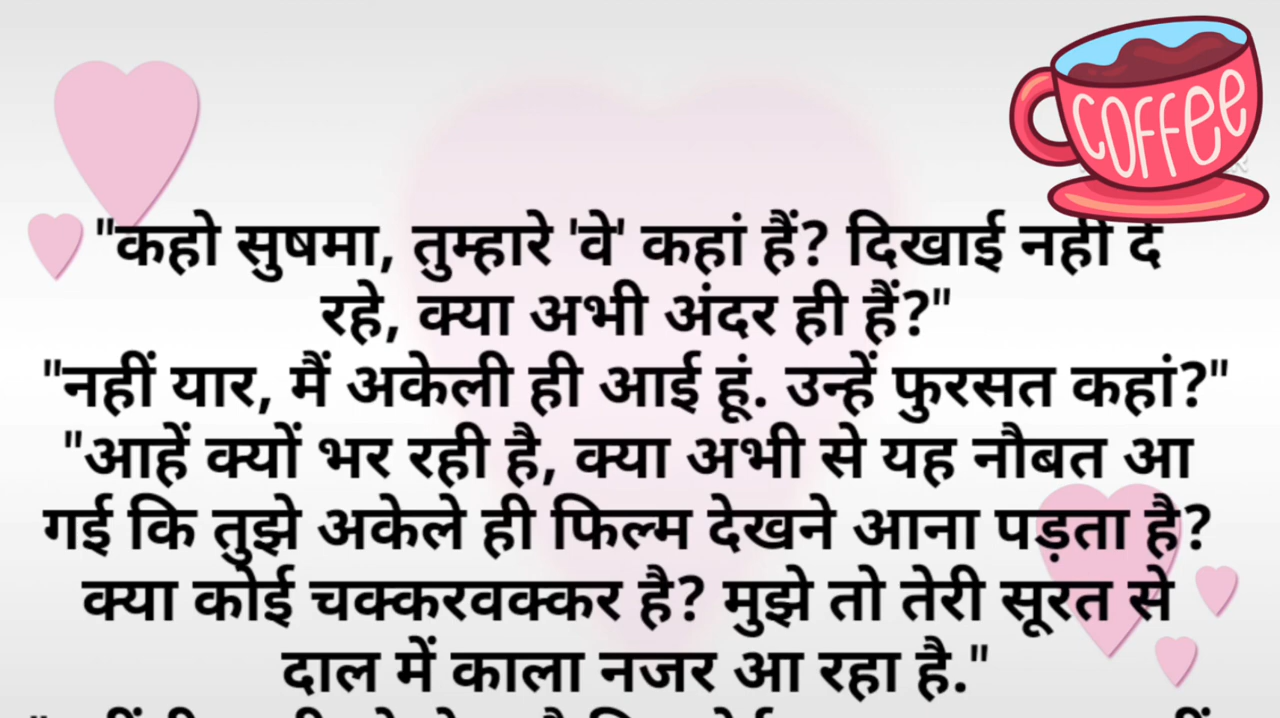 coffee
"कहो सुषमा, तुम्हारे 'वे' कहां हैं? दिखाई नहीं दे
रहे, क्या अभी अंदर ही हैं?"
"नहीं यार, मैं अकेली ही आई हूं. उन्हें फुरसत कहां?"
"आहें क्यों भर रही है, क्या अभी से यह नौबत आ
गई कि तुझे अकेले ही फिल्म देखने आना पड़ता है?
क्या कोई चक्करवक्कर है? मुझे तो तेरी सूरत से
दाल में काला नजर आ रहा है."